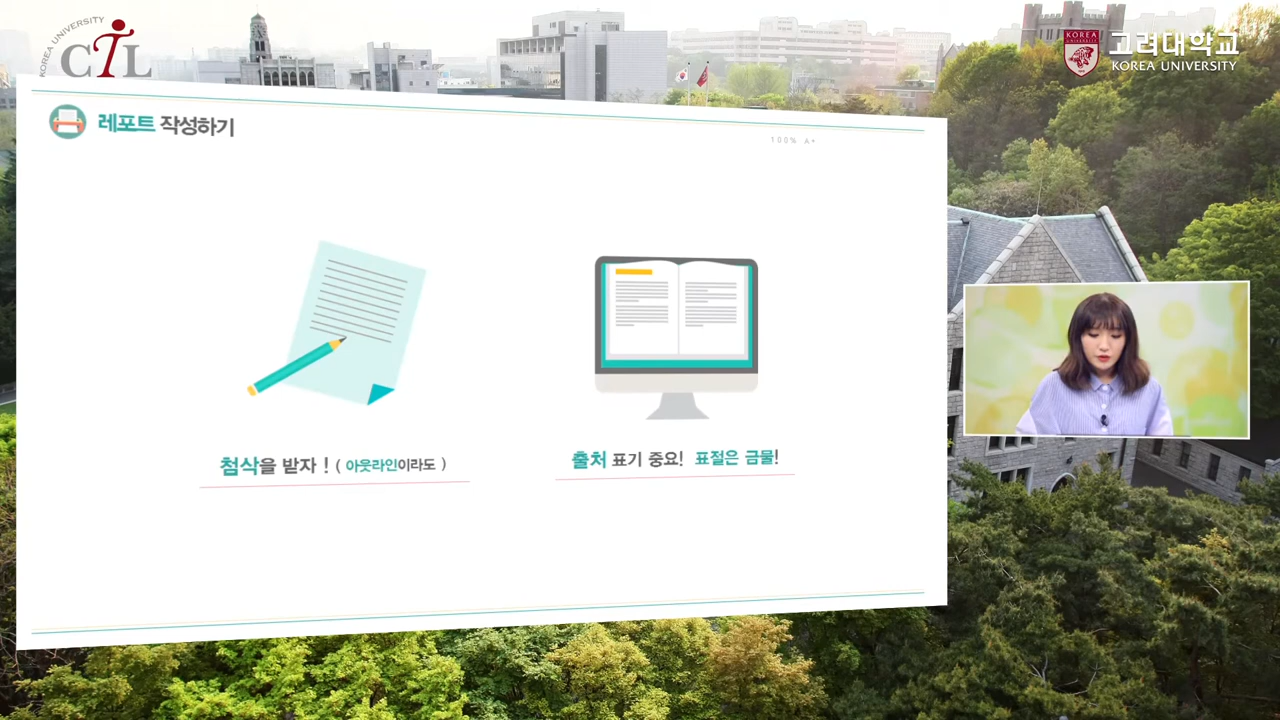 KOREA UNIVERSITY
CTL
KOREA
고려대학교
KOREA UNIVERSITY
레포트 작성하기
100% A+
첨삭을 받자 ! ( 아웃라인이라도 )
출처 표기 중요! 표절은 금물!